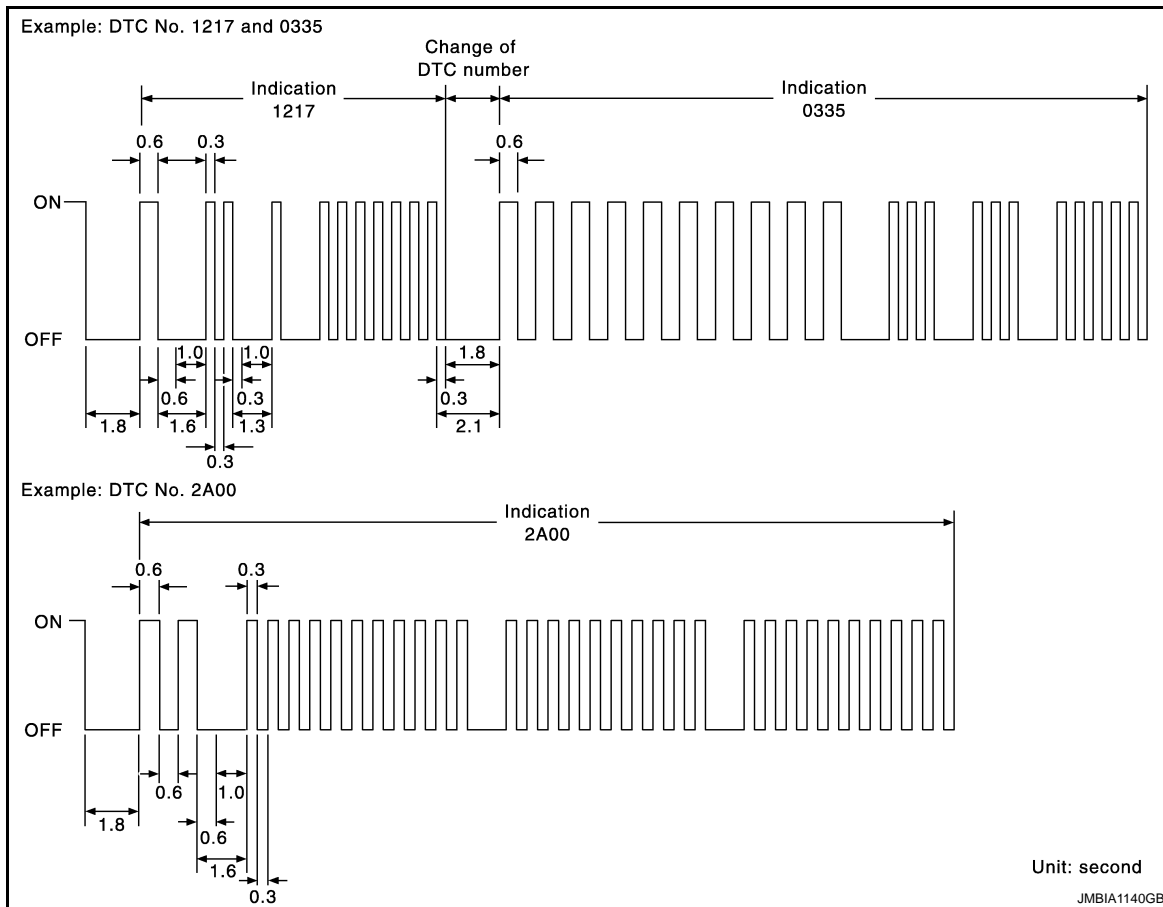 Example: DTC No. 1217 and 0335
Change of
DTC number
Indication
1217
Indication
0335
0.6
0.3
0.6
ON
OFF
1.0
1.0
1.8
0.6
0.3
0.3
1.8
1.6
1.3
2.1
0.3
Example: DTC No. 2A00
Indication
2A00
0.6
0.3
ON
OFF
0.6
1.0
1.8
0.6
1.6
0.3
Unit: second
JMBIA1140GB